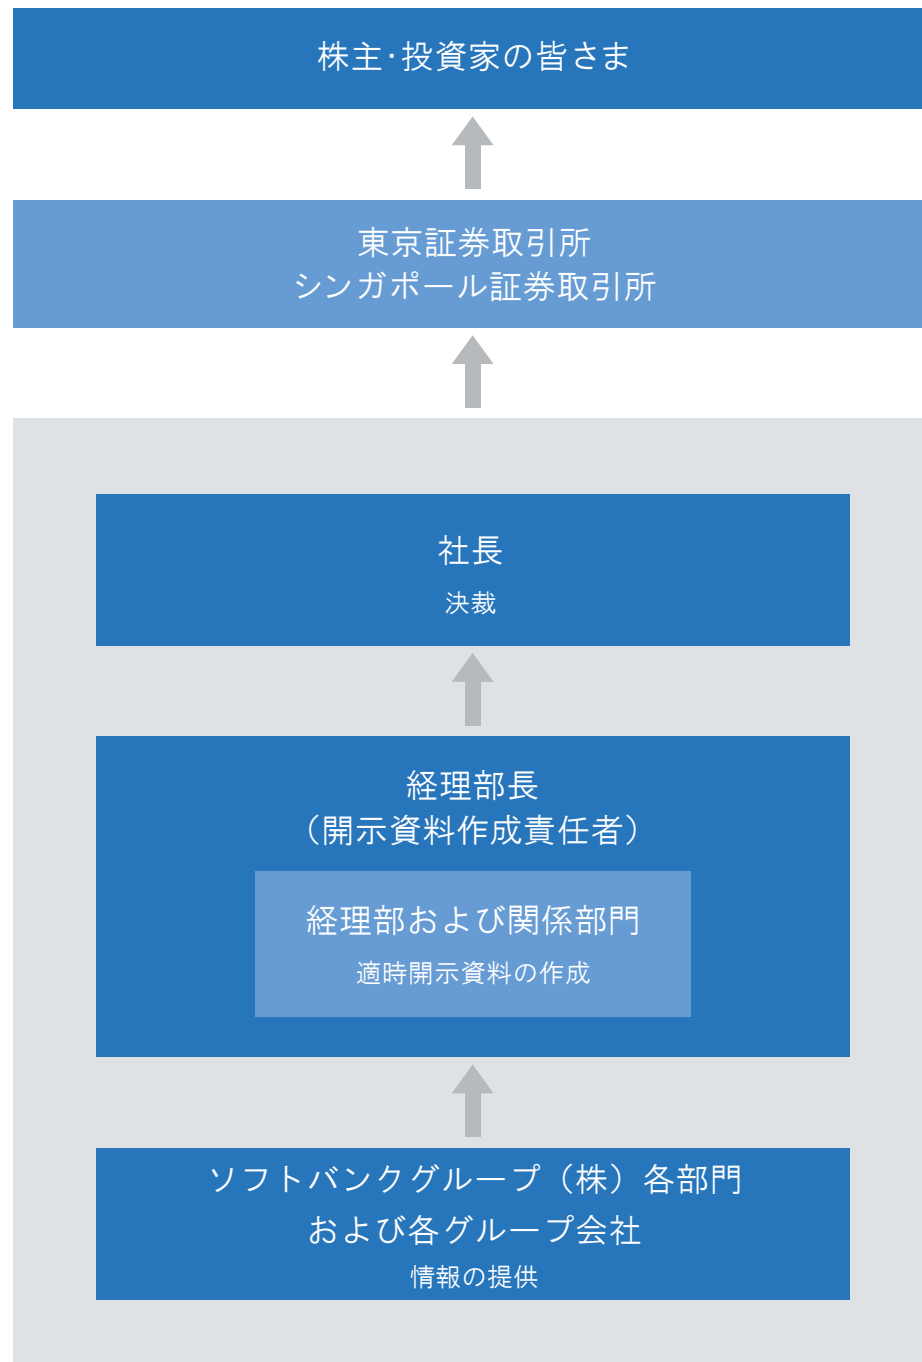 株主･投資家の皆さま
東京証券取引所
シンガポール証券取引所
社長
決裁
経理部長
（開示資料作成責任者）
経理部および関係部門
適時開示資料の作成
ソフトバンクグループ（株）各部門
および各グループ会社
情報の提供